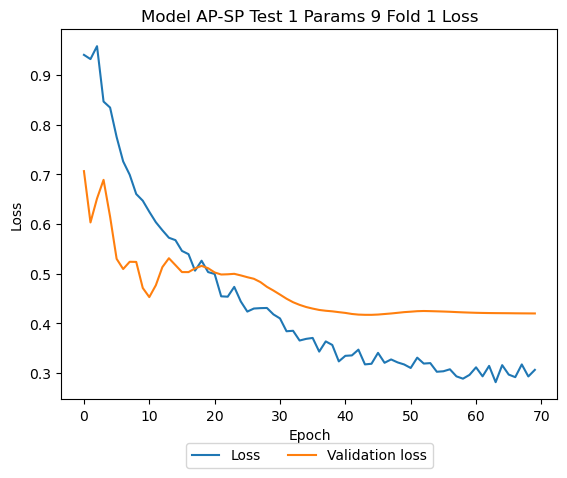 Model AP-SP Test 1 Params 9 Fold 1 Loss
Loss
0.9
0.8
0.7
0.6
0.5
0.4
0.3
0 10 20 30 40 50 60 70
Epoch
Loss Validation loss